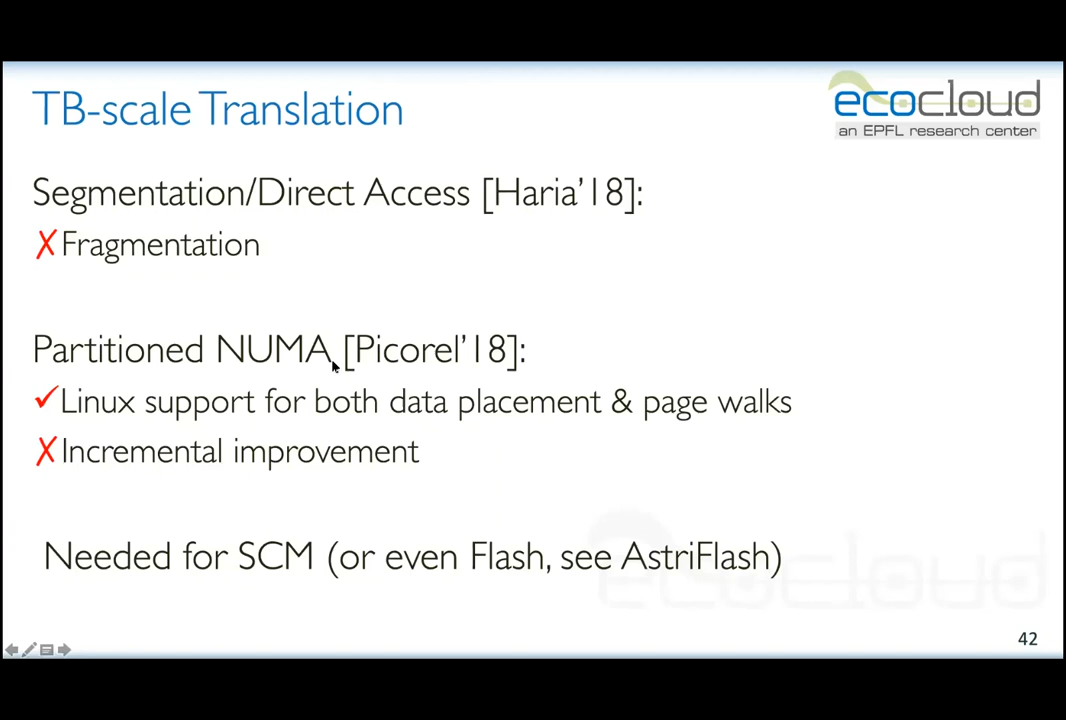 TB-scale Translation
ecocloud
an EPFL research center
Segmentation/Direct Access [Haria'18]:
✗Fragmentation
Partitioned NUMA [Picorel'18]:
✓Linux support for both data placement & page walks
✗Incremental improvement
Needed for SCM (or even Flash, see AstriFlash)
ecocloud
42